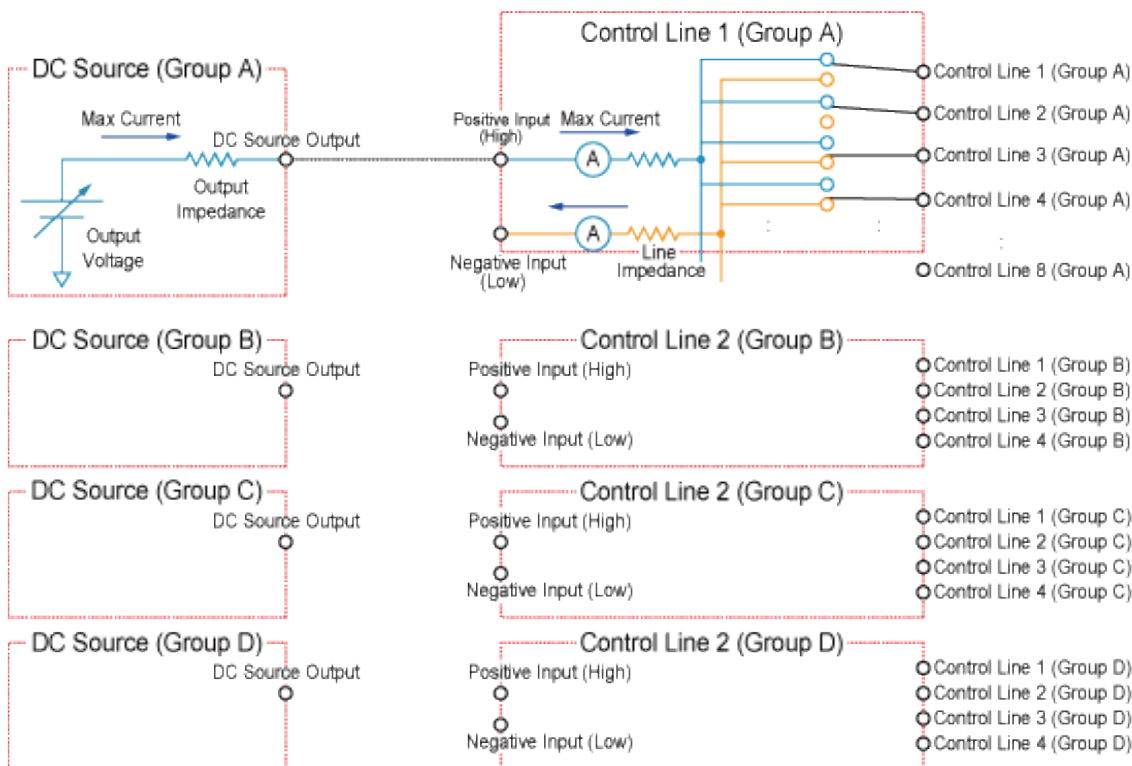 Control Line 1 (Group A)
DC Source (Group A)
Max Current
DC Source Output
Output
Impedance
Output
Voltage
Positive Input
(High)
Max Current
A
A
Negative Input
(Low)
Line
Impedance
Control Line 1 (Group A)
Control Line 2 (Group A)
Control Line 3 (Group A)
Control Line 4 (Group A)
Control Line 8 (Group A)
DC Source (Group B)
DC Source Output
Control Line 2 (Group B)
Positive Input (High)
Negative Input (Low)
Control Line 1 (Group B)
Control Line 2 (Group B)
Control Line 3 (Group B)
Control Line 4 (Group B)
DC Source (Group C)
DC Source Output
Control Line 2 (Group C)
Positive Input (High)
Negative Input (Low)
Control Line 1 (Group C)
Control Line 2 (Group C)
Control Line 3 (Group C)
Control Line 4 (Group C)
DC Source (Group D)
DC Source Output
Control Line 2 (Group D)
Positive Input (High)
Negative Input (Low)
Control Line 1 (Group D)
Control Line 2 (Group D)
Control Line 3 (Group D)
Control Line 4 (Group D)